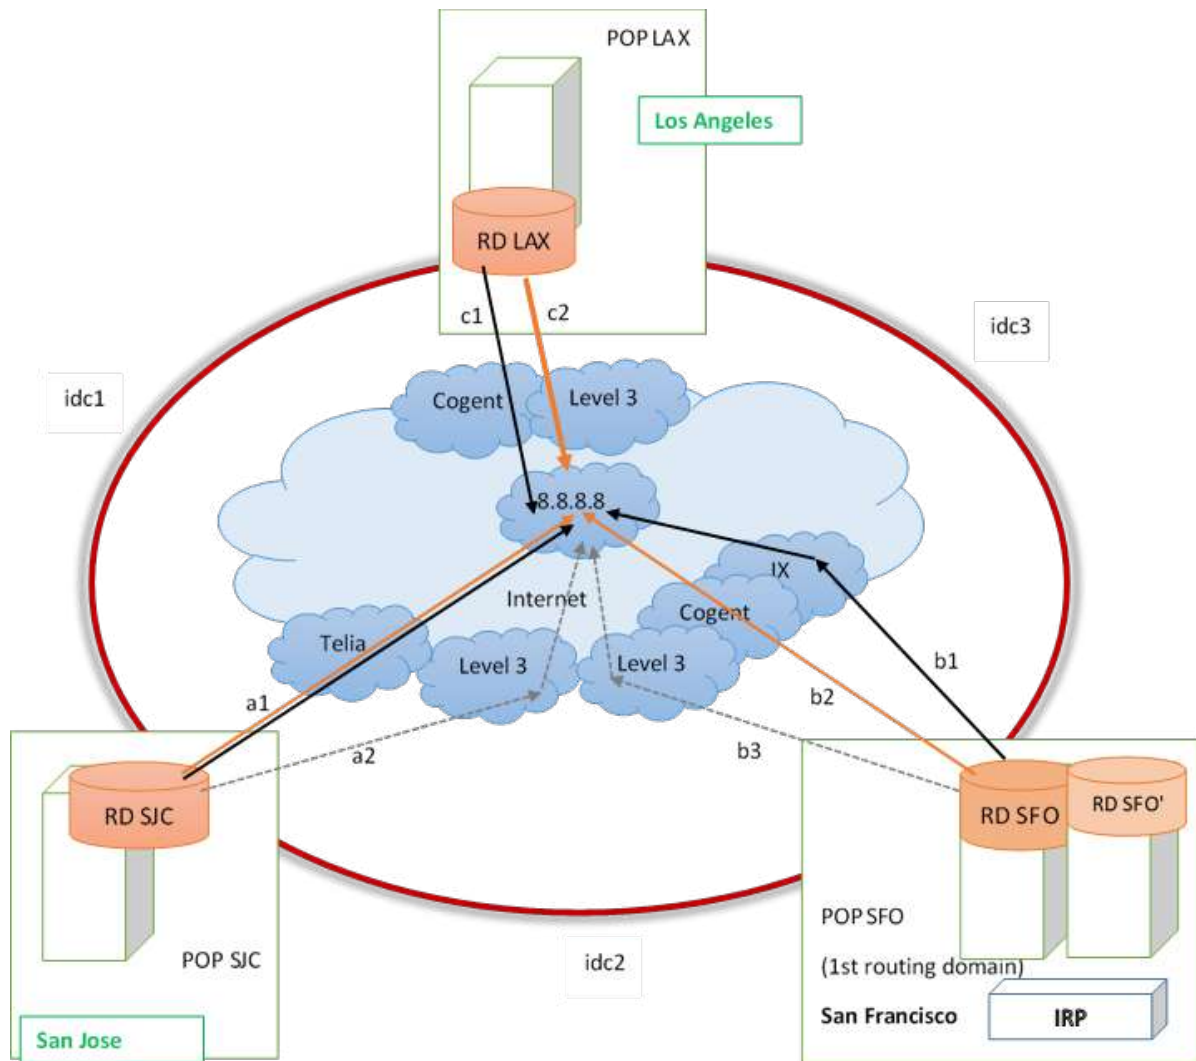 POP LAX
Los Angeles
RD LAX
c1
c2
idc3
idc1
Cogent
Level 3
8.8.8.8
IX
Internet
Cogent
Telia
Level 3
Level 3
b1
a1
b2
a2
b3
RD SJC
RD SFO
RD SFO'
POP SJC
idc2
POP SFO
(1st routing domain)
San Francisco
IRP
San Jose